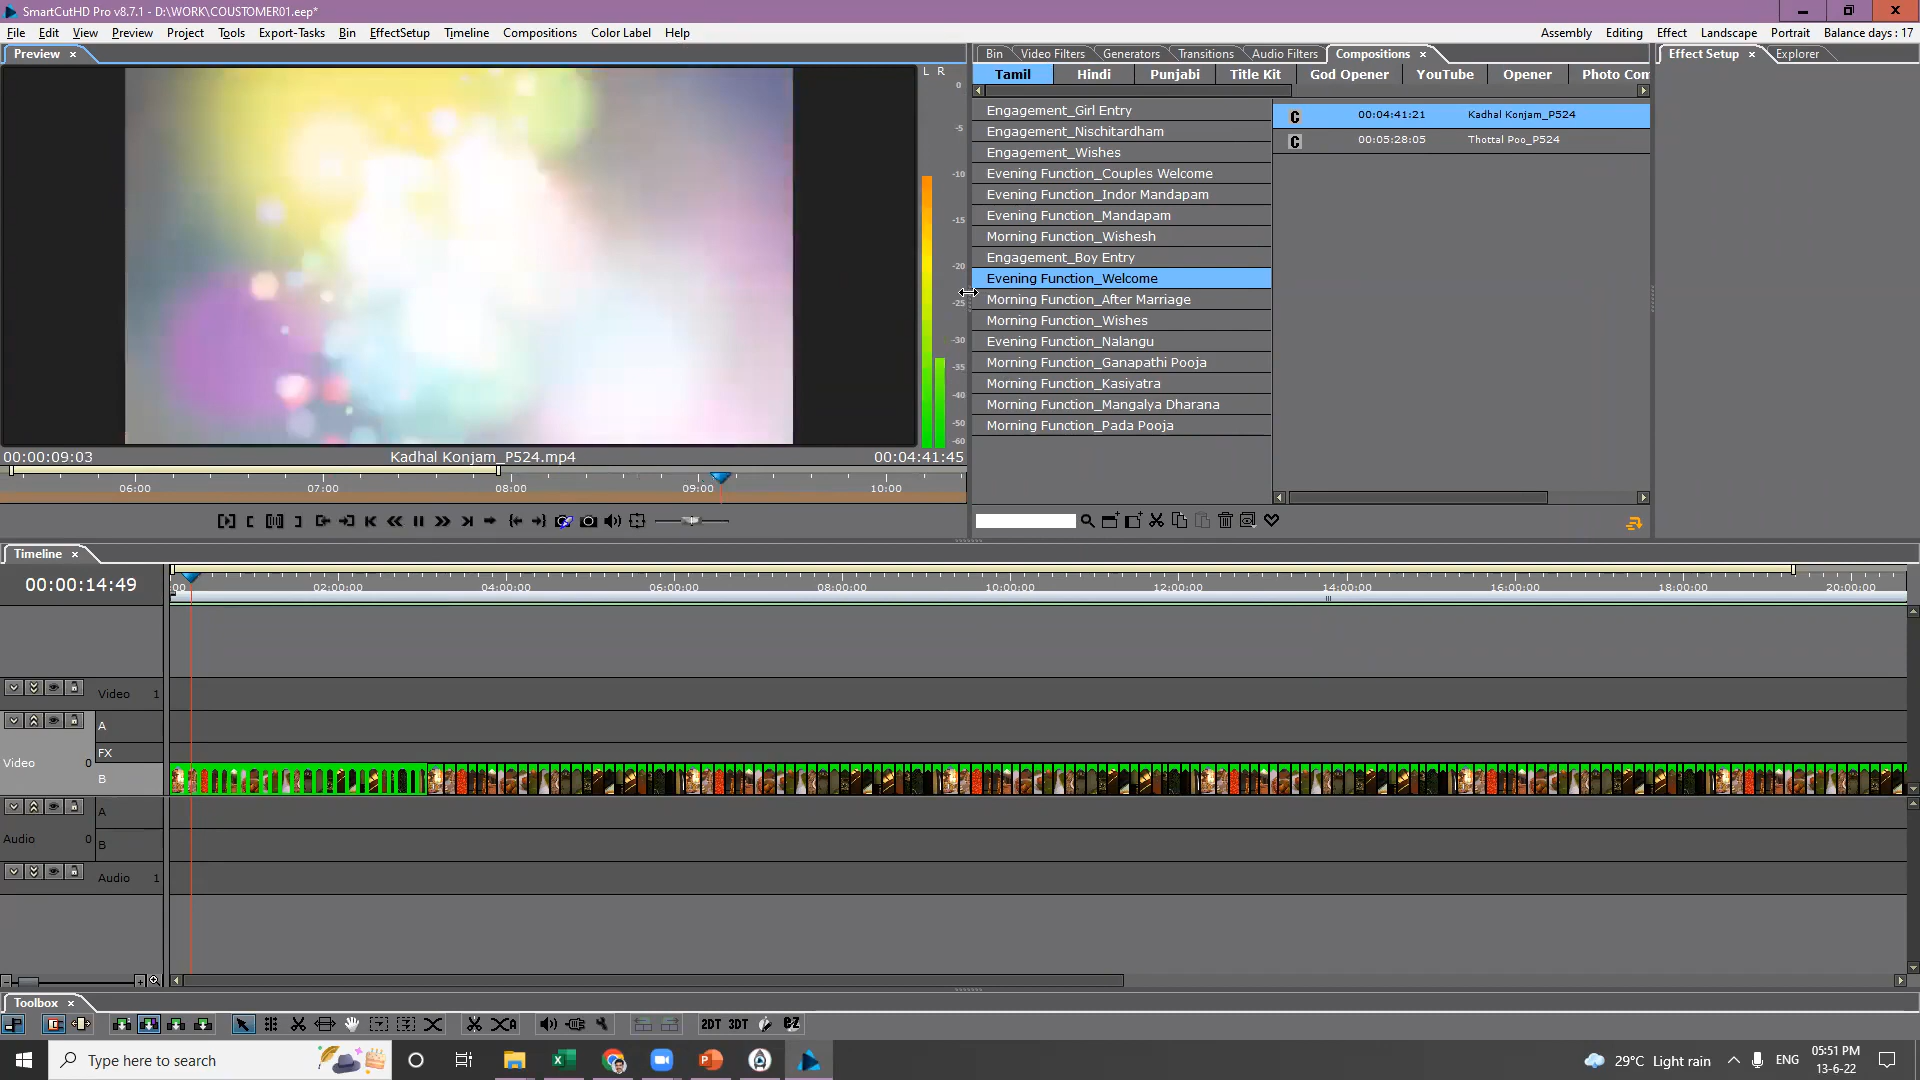 SmartCutHD Pro v8.7.1 - D:\WORK\COUSTOMER01.eep*
File Edit View Preview Project Tools Export-Tasks Bin EffectSetup Timeline Compositions Color Label Help Assembly Editing Effect Landscape Portrait Balance days : 17
Preview × Bin Video Filters Generators Transitions Audio Filters Compositions × Effect Setup × Explorer
Tamil Hindi Punjabi Title Kit God Opener YouTube Opener Photo Com
L R
0
-5
-10
-15
-20
-25
-30
-35
-40
-50
-60
Engagement_Girl Entry
Engagement_Nischitardham
Engagement_Wishes
Evening Function_Couples Welcome
Evening Function_Indor Mandapam
Evening Function_Mandapam
Morning Function_Wishesh
Engagement_Boy Entry
Evening Function_Welcome
Morning Function_After Marriage
Morning Function_Wishes
Evening Function_Nalangu
Morning Function_Ganapathi Pooja
Morning Function_Kasiyatra
Morning Function_Mangalya Dharana
Morning Function_Pada Pooja
C 00:04:41:21 Kadhal Konjam_P524
C 00:05:28:05 Thottal Poo_P524
00:00:09:03 Kadhal Konjam_P524.mp4 00:04:41:45
06:00 07:00 08:00 09:00 10:00
Timeline ×
00:00:14:49
:00 02:00:00 04:00:00 06:00:00 08:00:00 10:00:00 12:00:00 14:00:00 16:00:00 18:00:00 20:00:00
Video 1
A
FX
Video 0
B
A
Audio 0
B
Audio 1
Toolbox ×
2DT 3DT eZ
Type here to search
29°C Light rain ENG 05:51 PM
13-6-22